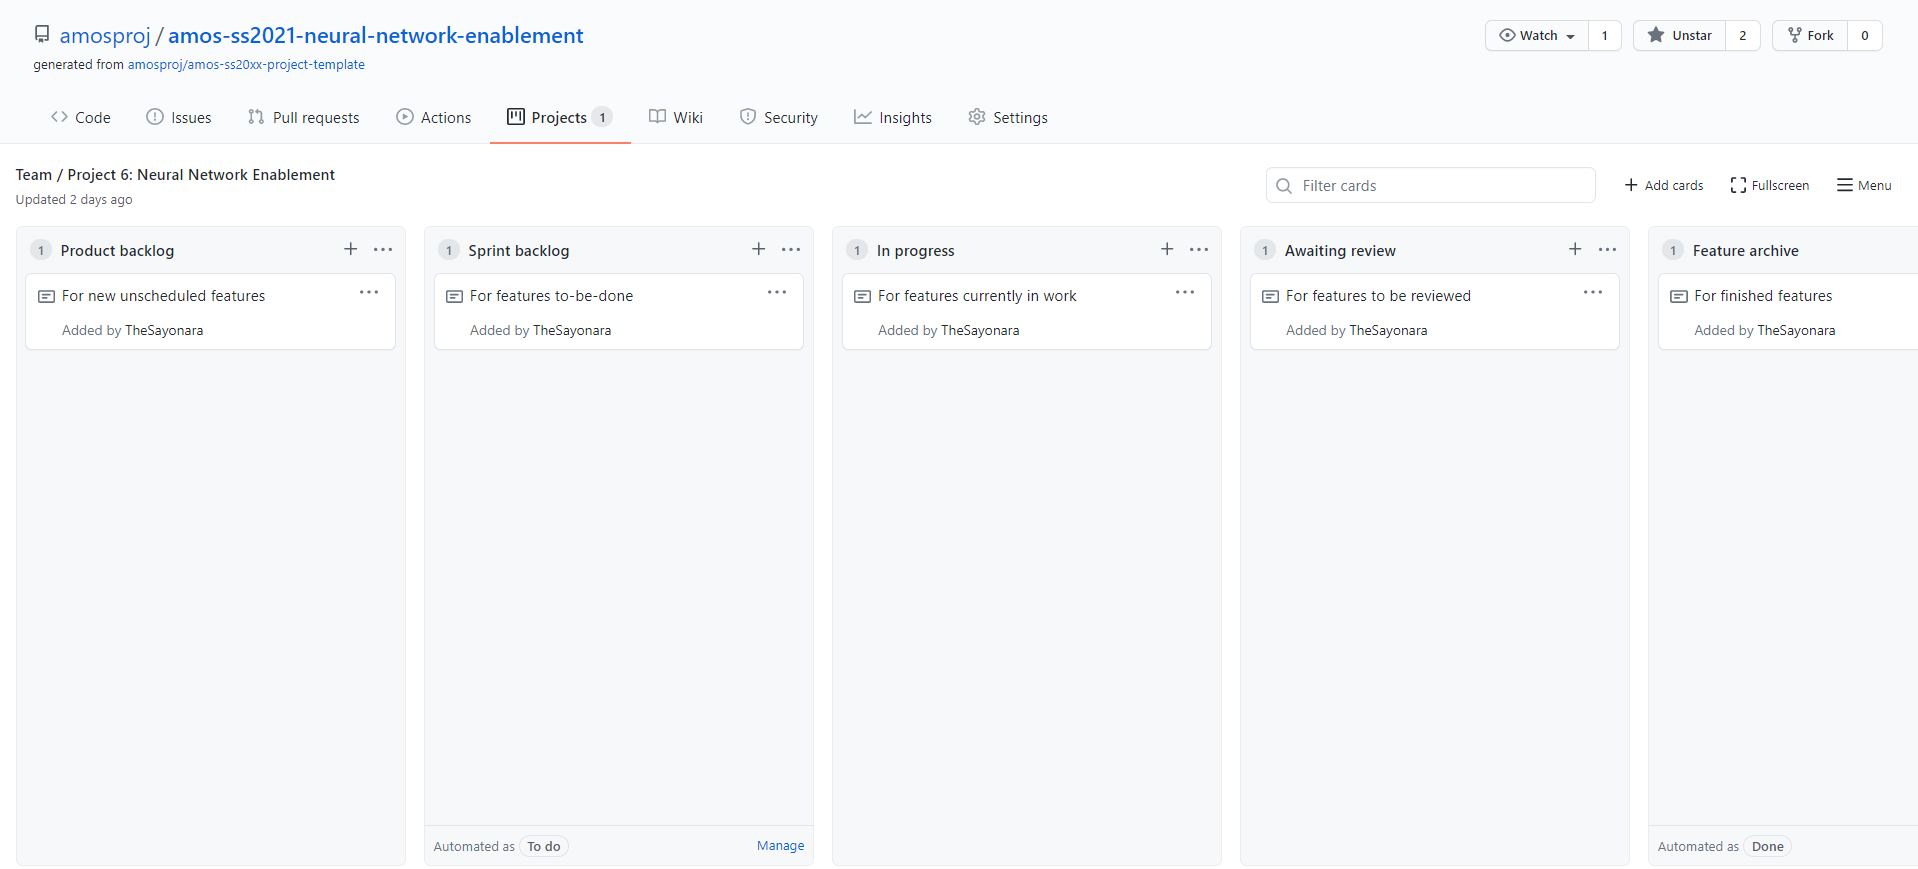 amosproj / amos-ss2021-neural-network-enablement
Watch 1 Unstar 2 Fork 0
generated from amosproj/amos-ss20xx-project-template
Code Issues Pull requests Actions Projects 1 Wiki Security Insights Settings
Team / Project 6: Neural Network Enablement
Updated 2 days ago
Filter cards
Add cards Fullscreen Menu
1 Product backlog
For new unscheduled features
Added by TheSayonara
1 Sprint backlog
For features to-be-done
Added by TheSayonara
Automated as To do Manage
1 In progress
For features currently in work
Added by TheSayonara
1 Awaiting review
For features to be reviewed
Added by TheSayonara
1 Feature archive
For finished features
Added by TheSayonara
Automated as Done